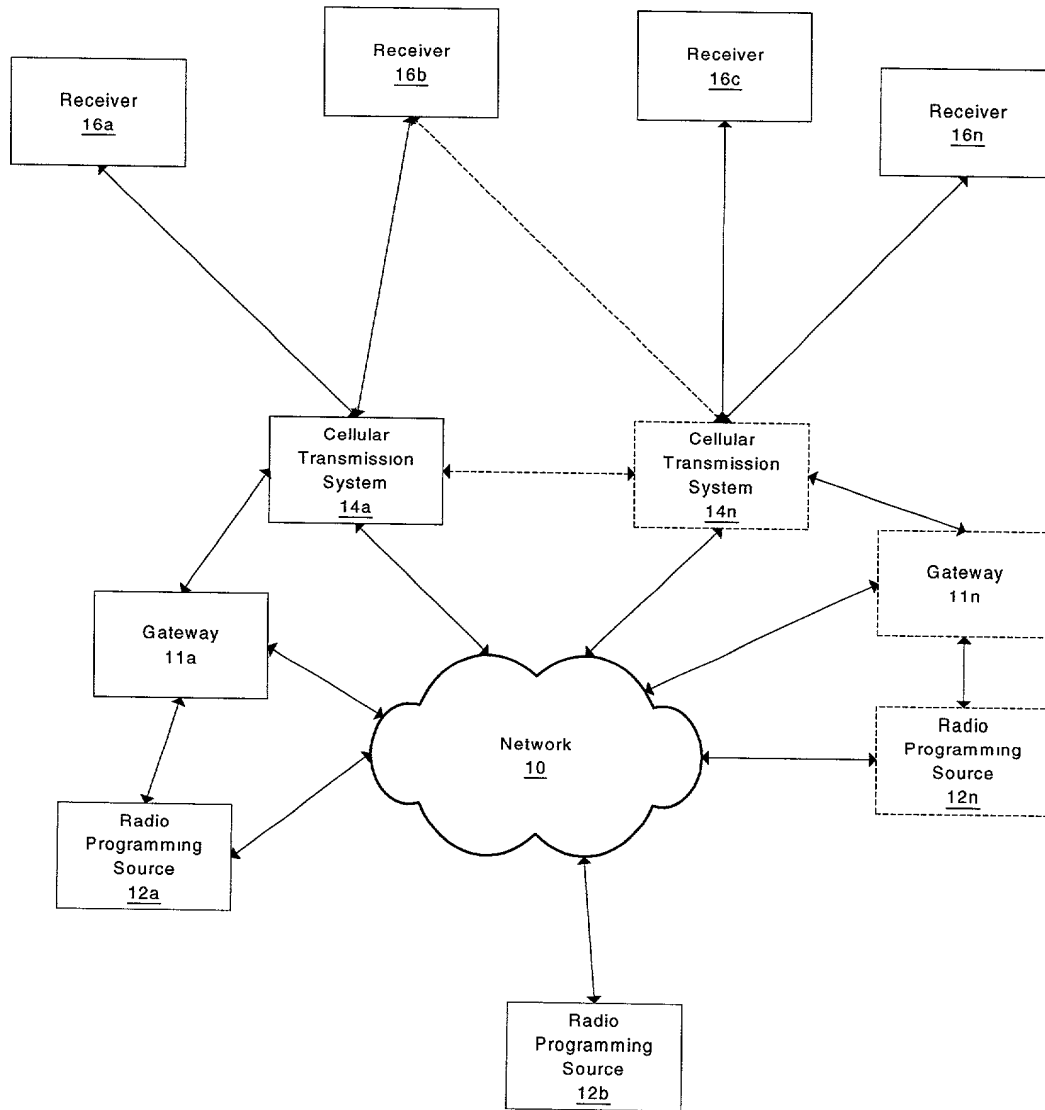 Receiver
16a
Receiver
16b
Receiver
16c
Receiver
16n
Cellular
Transmission
System
14a
Cellular
Transmission
System
14n
Gateway
11a
Gateway
11n
Network
10
Radio
Programming
Source
12a
Radio
Programming
Source
12n
Radio
Programming
Source
12b